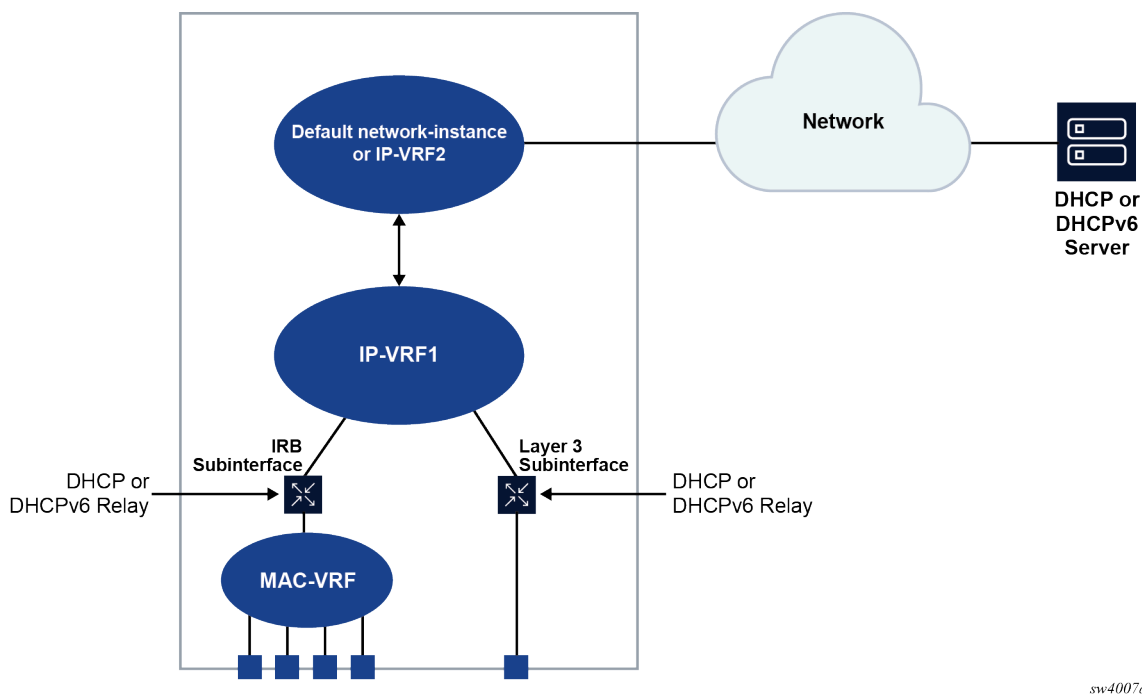 Default network-instance
or IP-VRF2
Network
DHCP or
DHCPv6
Server
IP-VRF1
IRB
Subinterface
Layer 3
Subinterface
DHCP or
DHCPv6 Relay
DHCP or
DHCPv6 Relay
MAC-VRF